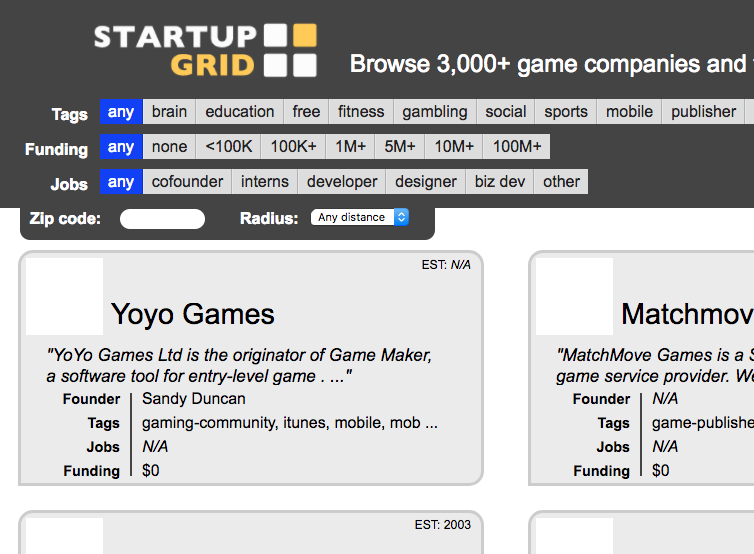 STARTUP
GRID
Browse 3,000+ game companies and
Tags any brain education free fitness gambling social sports mobile publisher
Funding any none <100K 100K+ 1M+ 5M+ 10M+ 100M+
Jobs any cofounder interns developer designer biz dev other
Zip code: Radius: Any distance
EST: N/A
Yoyo Games
"YoYo Games Ltd is the originator of Game Maker,
a software tool for entry-level game . ..."
Founder Sandy Duncan
Tags gaming-community, itunes, mobile, mob ...
Jobs N/A
Funding $0
Matchmov
"MatchMove Games is a S
game service provider. We
Founder N/A
Tags game-publishe
Jobs N/A
Funding $0
EST: 2003